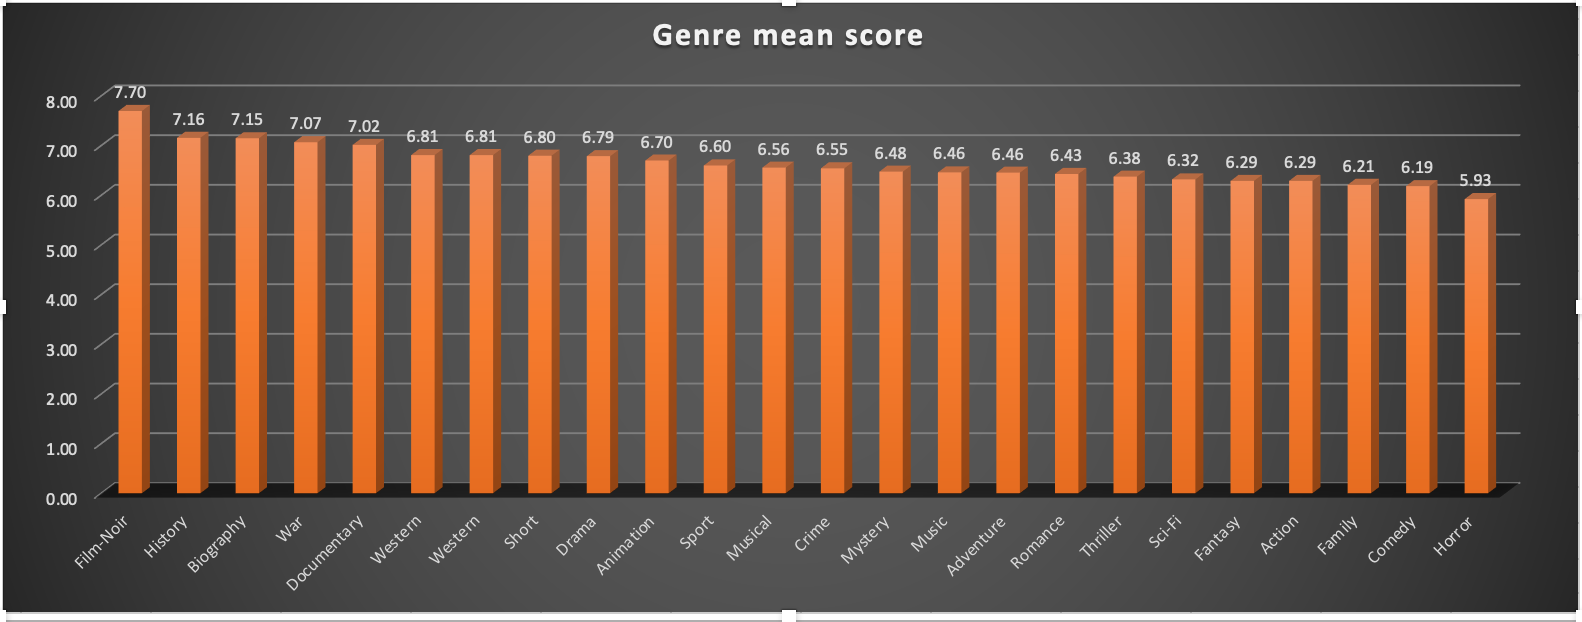 Genre mean score
8.00
7.00
6.00
5.00
4.00
3.00
2.00
1.00
0.00
7.70
7.16
7.15
7.07
7.02
6.81
6.81
6.80
6.79
6.70
6.60
6.56
6.55
6.48
6.46
6.46
6.43
6.38
6.32
6.29
6.29
6.21
6.19
5.93
Film-Noir
History
Biography
War
Documentary
Western
Western
Short
Drama
Animation
Sport
Musical
Crime
Mystery
Music
Adventure
Romance
Thriller
Sci-Fi
Fantasy
Action
Family
Comedy
Horror